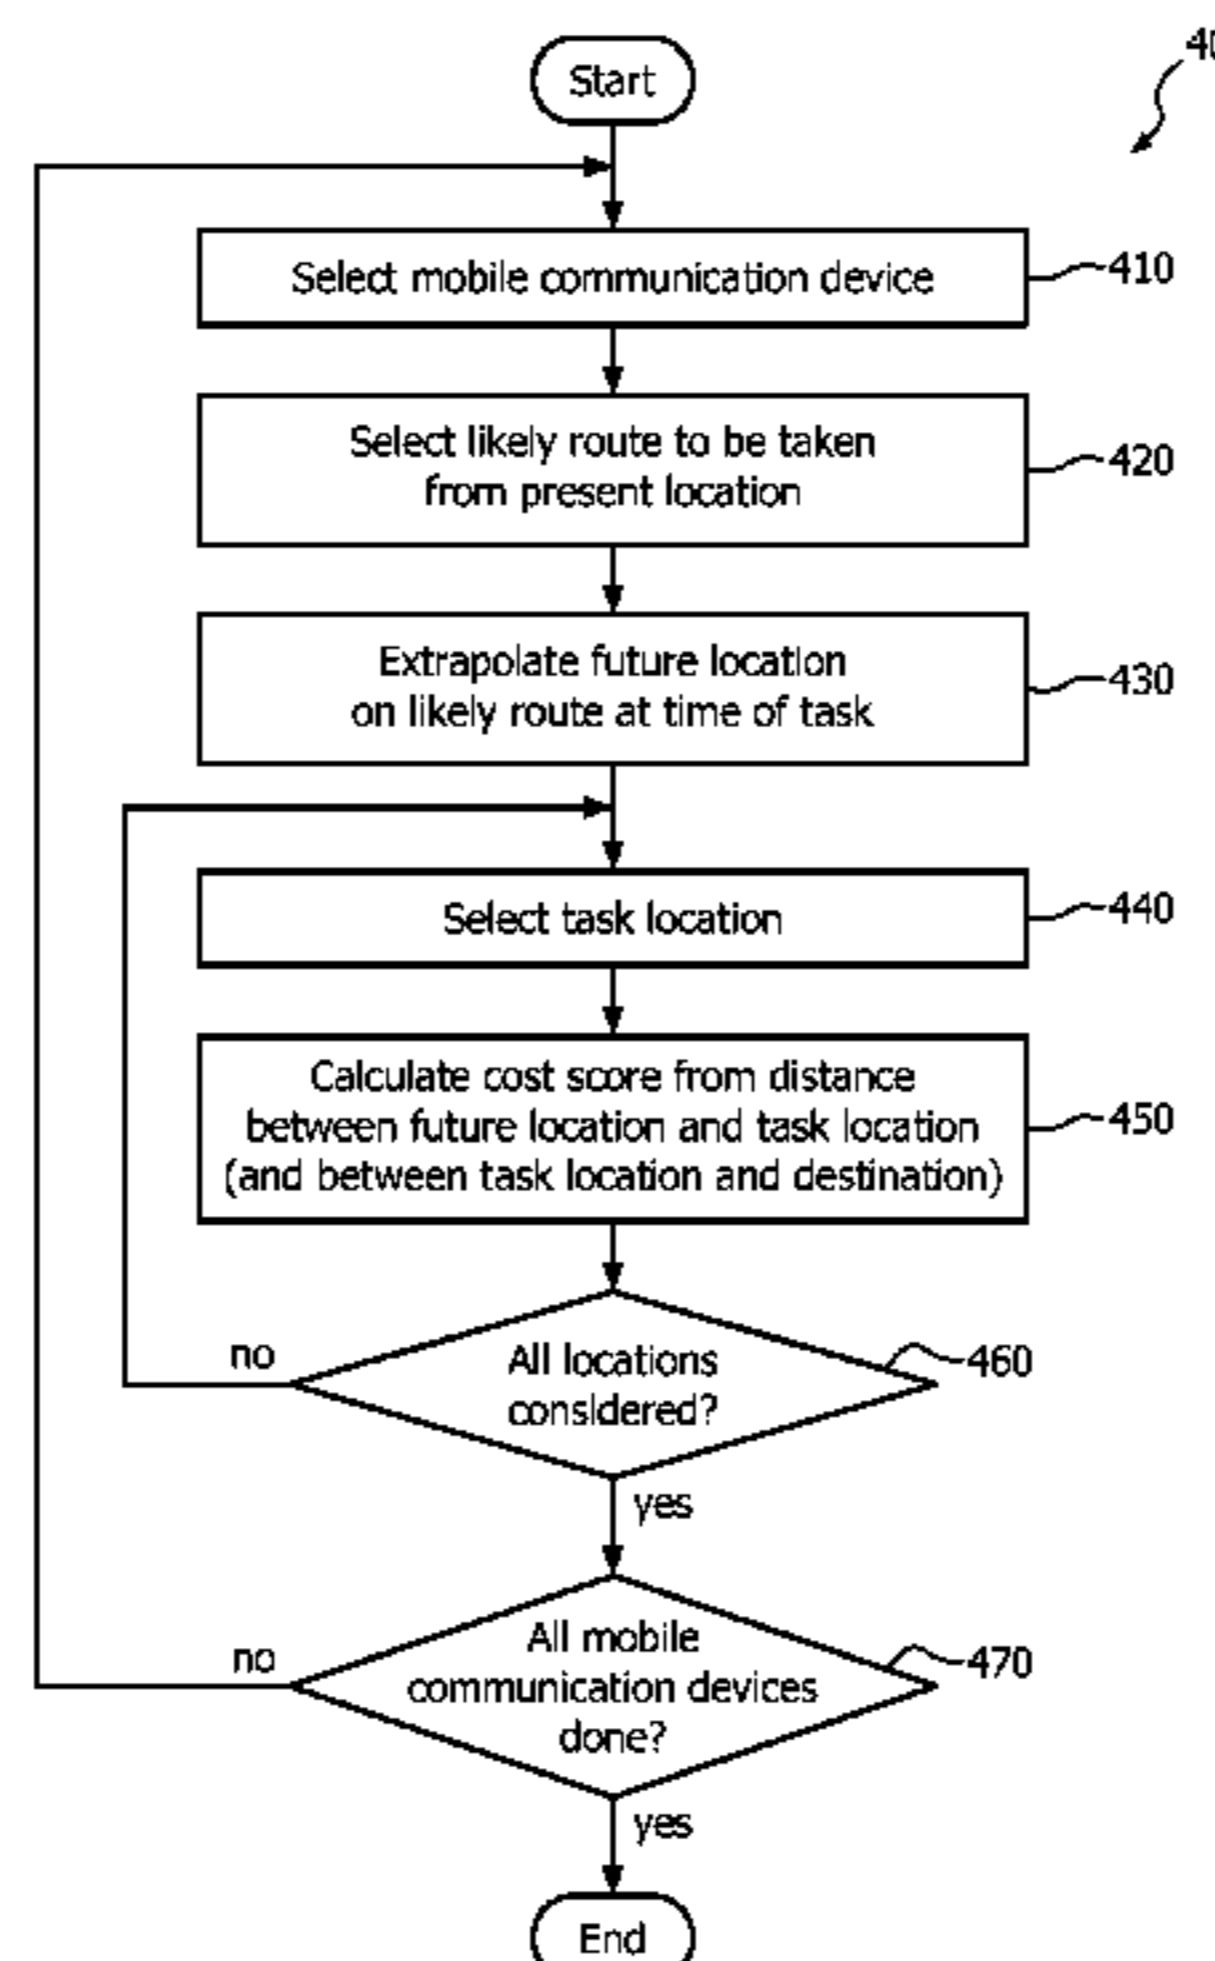 Start
Select mobile communication device
410
Select likely route to be taken
from present location
420
Extrapolate future location
on likely route at time of task
430
Select task location
440
Calculate cost score from distance
between future location and task location
(and between task location and destination)
450
All locations
considered?
460
no
yes
All mobile
communication devices
done?
470
no
yes
End